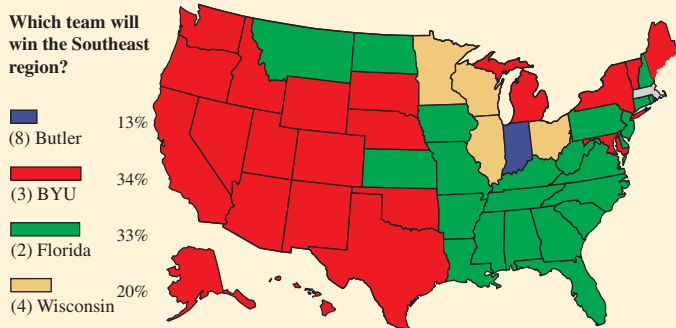 Which team will
win the Southeast
region?
13%
(8) Butler
34%
(3) BYU
33%
(2) Florida
20%
(4) Wisconsin